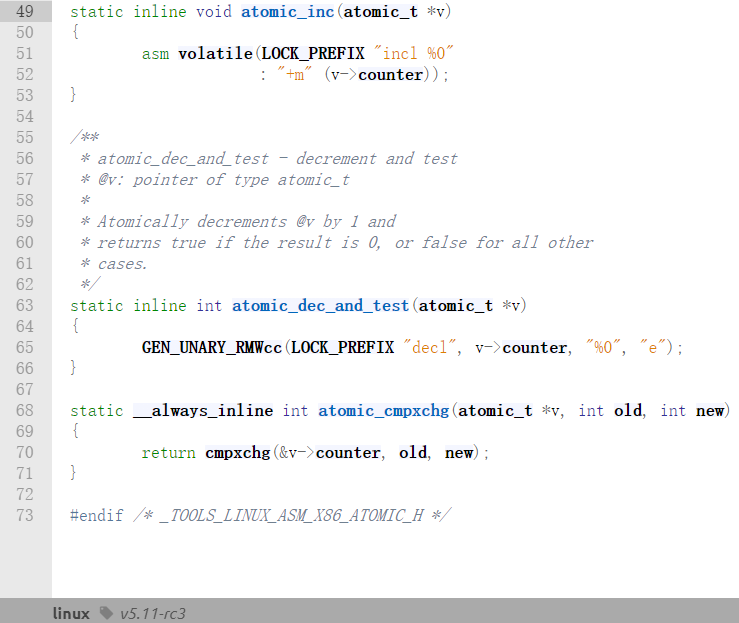 49 static inline void atomic_inc(atomic_t *v)
50 {
51         asm volatile(LOCK_PREFIX "incl %0"
52                      : "+m" (v->counter));
53 }
54
55 /**
56  * atomic_dec_and_test - decrement and test
57  * @v: pointer of type atomic_t
58  *
59  * Atomically decrements @v by 1 and
60  * returns true if the result is 0, or false for all other
61  * cases.
62  */
63 static inline int atomic_dec_and_test(atomic_t *v)
64 {
65         GEN_UNARY_RMWcc(LOCK_PREFIX "decl", v->counter, "%0", "e");
66 }
67
68 static __always_inline int atomic_cmpxchg(atomic_t *v, int old, int new)
69 {
70         return cmpxchg(&v->counter, old, new);
71 }
72
73 #endif /* _TOOLS_LINUX_ASM_X86_ATOMIC_H */
linux v5.11-rc3